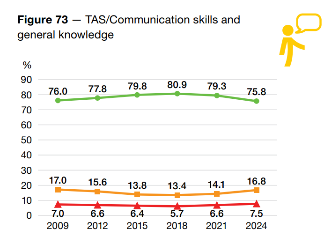 Figure 73 — TAS/Communication skills and
general knowledge
%
90
80 76.0 77.8 79.8 80.9 79.3 75.8
70
60
50
40
30
20 17.0 15.6 13.8 13.4 14.1 16.8
10
0 7.0 6.6 6.4 5.7 6.6 7.5
2009 2012 2015 2018 2021 2024